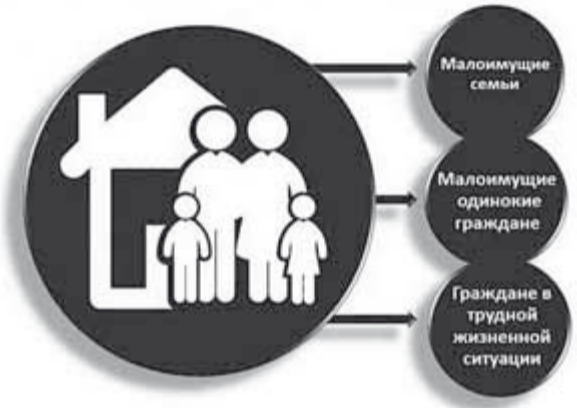 Малоимущие
семьи
Малоимущие
одинокие
граждане
Граждане в
трудной
жизненной
ситуации